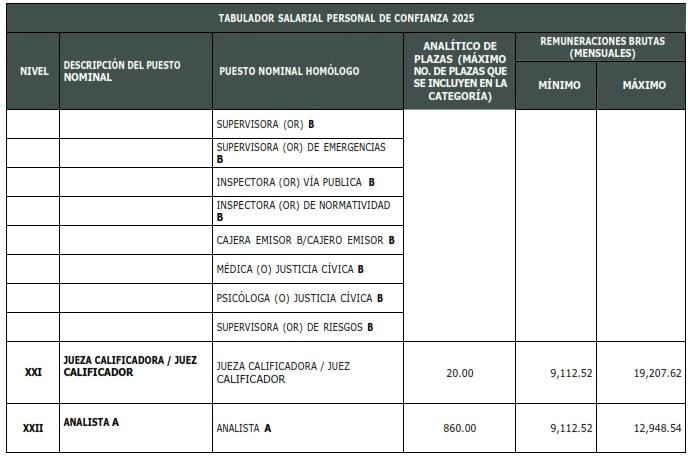 TABULADOR SALARIAL PERSONAL DE CONFIANZA 2025
NIVEL
DESCRIPCIÓN DEL PUESTO
NOMINAL
PUESTO NOMINAL HOMÓLOGO
ANALÍTICO DE
PLAZAS (MÁXIMO
NO. DE PLAZAS QUE
SE INCLUYEN EN LA
CATEGORÍA)
REMUNERACIONES BRUTAS
(MENSUALES)
MÍNIMO
MÁXIMO
SUPERVISORA (OR) B
SUPERVISORA (OR) DE EMERGENCIAS
B
INSPECTORA (OR) VÍA PUBLICA B
INSPECTORA (OR) DE NORMATIVIDAD
B
CAJERA EMISOR B/CAJERO EMISOR B
MÉDICA (O) JUSTICIA CÍVICA B
PSICÓLOGA (O) JUSTICIA CÍVICA B
SUPERVISORA (OR) DE RIESGOS B
XXI
JUEZA CALIFICADORA / JUEZ
CALIFICADOR
JUEZA CALIFICADORA / JUEZ
CALIFICADOR
20.00
9,112.52
19,207.62
XXII
ANALISTA A
ANALISTA A
860.00
9,112.52
12,948.54